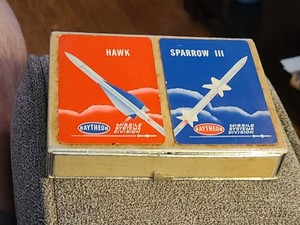 HAWK
RAYTHEON
MISSILE
SYSTEMS
DIVISION
SPARROW III
RAYTHEON
MISSILE
SYSTEMS
DIVISION